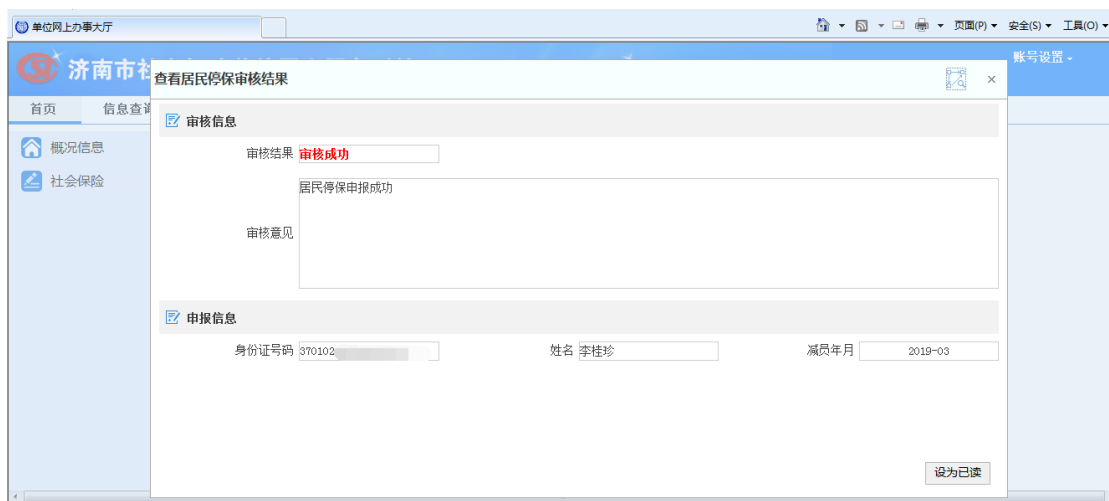 单位网上办事大厅
页面(P) 安全(S) 工具(O)
济南市社
账号设置
查看居民停保审核结果
首页 信息查询
审核信息
概况信息
审核结果 审核成功
社会保险
居民停保申报成功
审核意见
申报信息
身份证号码 370102 姓名 李桂珍 减员年月 2019-03
设为已读